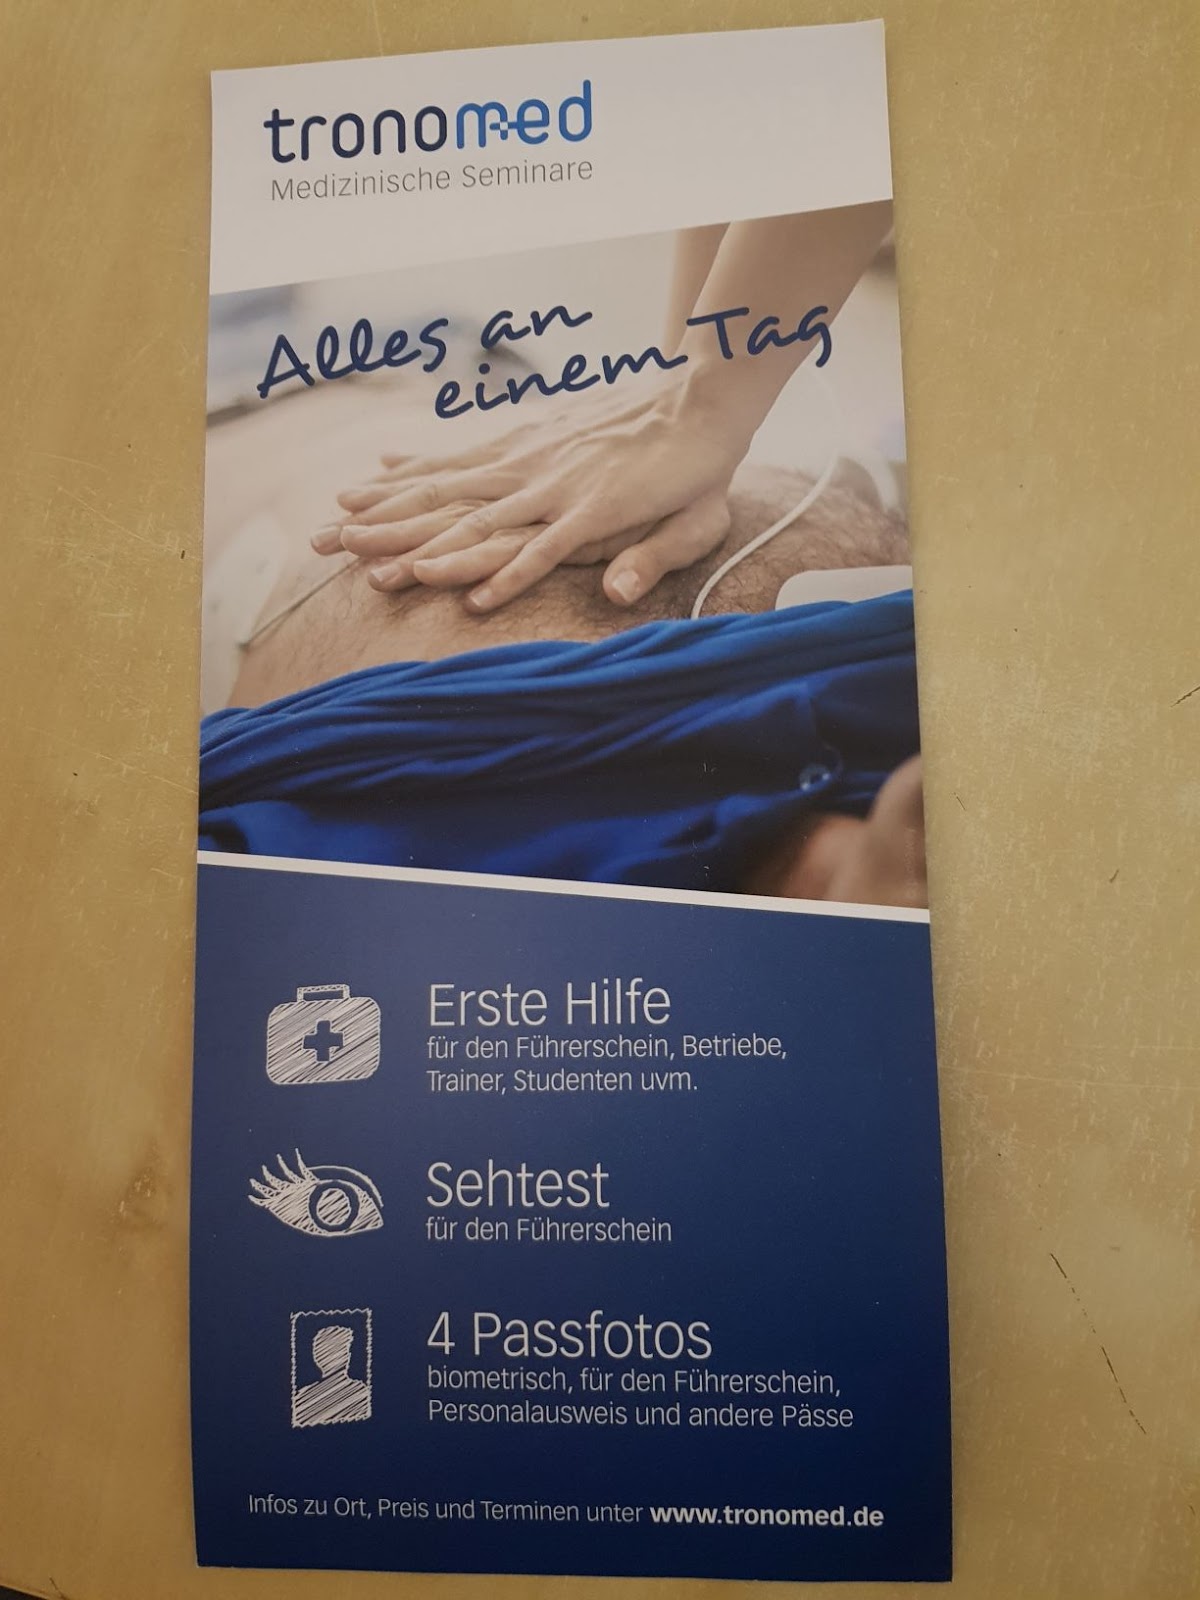 tronomed
Medizinische Seminare
Alles an
einem Tag
Erste Hilfe
für den Führerschein, Betriebe,
Trainer, Studenten uvm.
Sehtest
für den Führerschein
4 Passfotos
biometrisch, für den Führerschein,
Personalausweis und andere Pässe
Infos zu Ort, Preis und Terminen unter www.tronomed.de